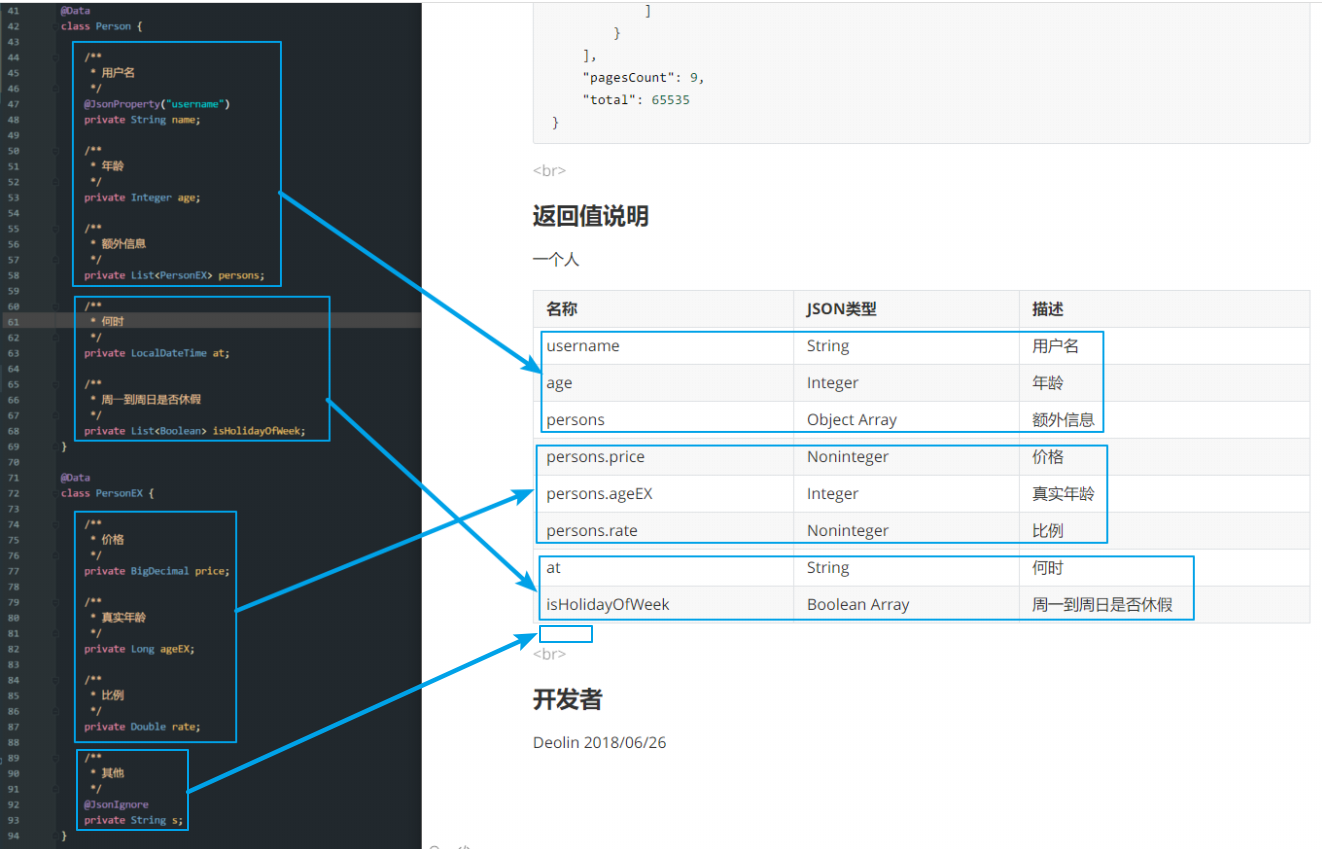 41 @Data
42 class Person {
43
44 /**
45 * 用户名
46 */
47 @JsonProperty("username")
48 private String name;
49
50 /**
51 * 年龄
52 */
53 private Integer age;
54
55 /**
56 * 额外信息
57 */
58 private List<PersonEX> persons;
59
60 /**
61 * 何时
62 */
63 private LocalDateTime at;
64
65 /**
66 * 周一到周日是否休假
67 */
68 private List<Boolean> isHolidayOfWeek;
69 }
70
71 @Data
72 class PersonEX {
73
74 /**
75 * 价格
76 */
77 private BigDecimal price;
78
79 /**
80 * 真实年龄
81 */
82 private Long ageEX;
83
84 /**
85 * 比例
86 */
87 private Double rate;
88
89 /**
90 * 其他
91 */
92 @JsonIgnore
93 private String s;
94 }
]
}
],
"pagesCount": 9,
"total": 65535
}
<br>
返回值说明
一个人
名称 JSON类型 描述
username String 用户名
age Integer 年龄
persons Object Array 额外信息
persons.price Noninteger 价格
persons.ageEX Integer 真实年龄
persons.rate Noninteger 比例
at String 何时
isHolidayOfWeek Boolean Array 周一到周日是否休假
<br>
开发者
Deolin 2018/06/26